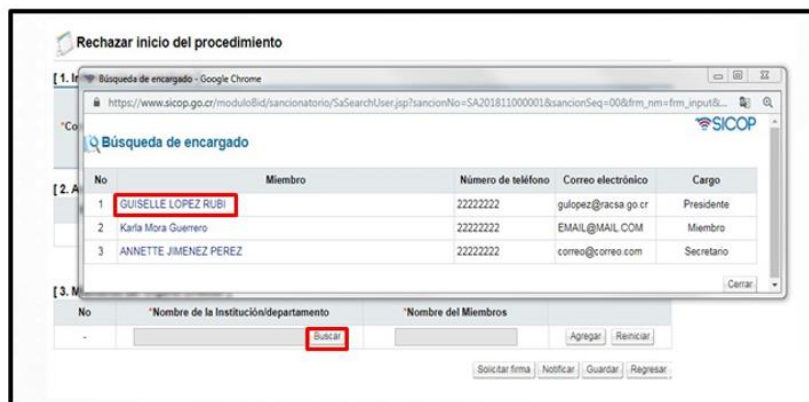 Rechazar inicio del procedimiento
[ 1. In
Búsqueda de encargado - Google Chrome
https://www.sicop.go.cr/moduloBid/sancionatorio/SaSearchUser.jsp?sancionNo=SA201811000001&sancionSeq=00&frm_nm=frm_input&...
*Co
SICOP
Búsqueda de encargado
No Miembro Número de teléfono Correo electrónico Cargo
1 GUISELLE LOPEZ RUBI 22222222 gulopez@racsa.go.cr Presidente
[ 2. A
2 Karla Mora Guerrero 22222222 EMAIL@MAIL.COM Miembro
3 ANNETTE JIMENEZ PEREZ 22222222 correo@correo.com Secretario
Cerrar
[ 3. M
No *Nombre de la Institución/departamento *Nombre del Miembros
- Buscar Agregar Reiniciar
Solicitar firma Notificar Guardar Regresar